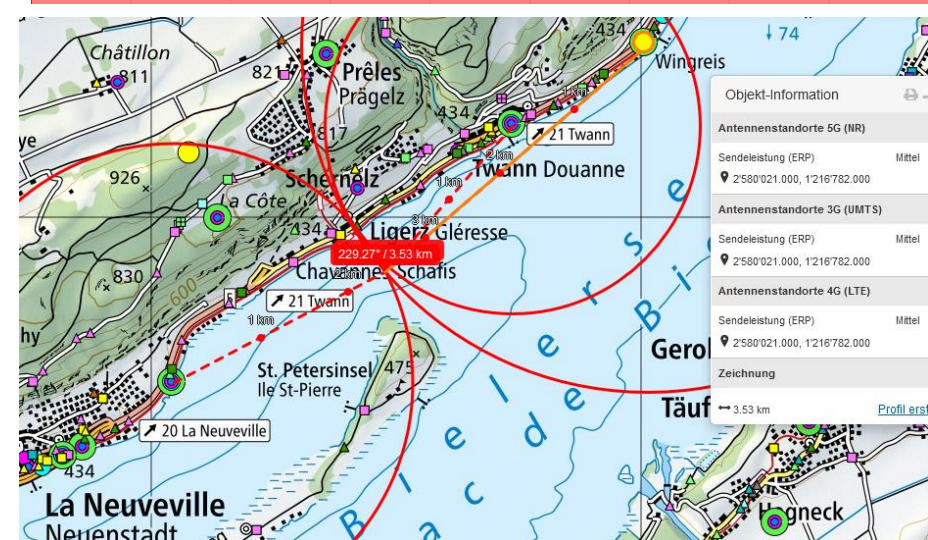 434
74
Wingreis
Châtillon
811
821
Prêles
Prägelz
817
434
1 km
21 Twann
2 km
Twann Douanne
ye
926
Schernelz
La Côte
1 km
3 km
434
Ligerz Gléresse
229.27° / 3.53 km
Chavannes Schafis
2 km
830
600
21 Twann
1 km
hy
St. Petersinsel
Ile St-Pierre
475
20 La Neuveville
434
La Neuveville
Neuenstadt
B i e l e r s e e
L a c d e B i e
Gerol
Täuf
Hagneck
Objekt-Information
Antennenstandorte 5G (NR)
Sendeleistung (ERP) Mittel
2'580'021.000, 1'216'782.000
Antennenstandorte 3G (UMTS)
Sendeleistung (ERP) Mittel
2'580'021.000, 1'216'782.000
Antennenstandorte 4G (LTE)
Sendeleistung (ERP) Mittel
2'580'021.000, 1'216'782.000
Zeichnung
3.53 km Profil erst